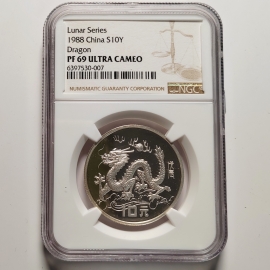 Lunar Series
1988 China S10Y
Dragon
PF 69 ULTRA CAMEO
6397530-007
NUMISMATIC GUARANTY CORPORATION
NGC
10元